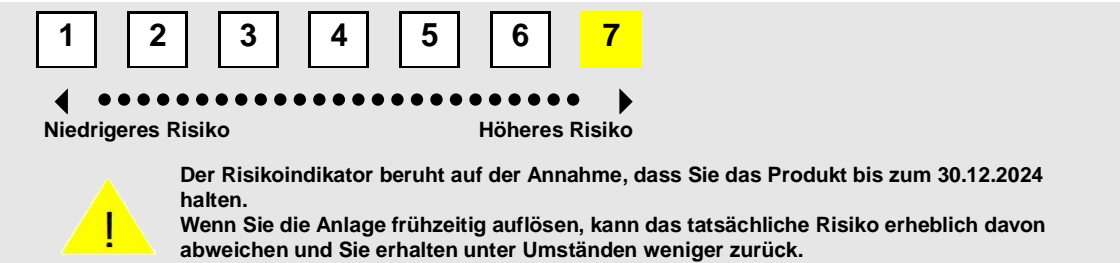 1 2 3 4 5 6 7
Niedrigeres Risiko Höheres Risiko
Der Risikoindikator beruht auf der Annahme, dass Sie das Produkt bis zum 30.12.2024
halten.
Wenn Sie die Anlage frühzeitig auflösen, kann das tatsächliche Risiko erheblich davon
abweichen und Sie erhalten unter Umständen weniger zurück.
!